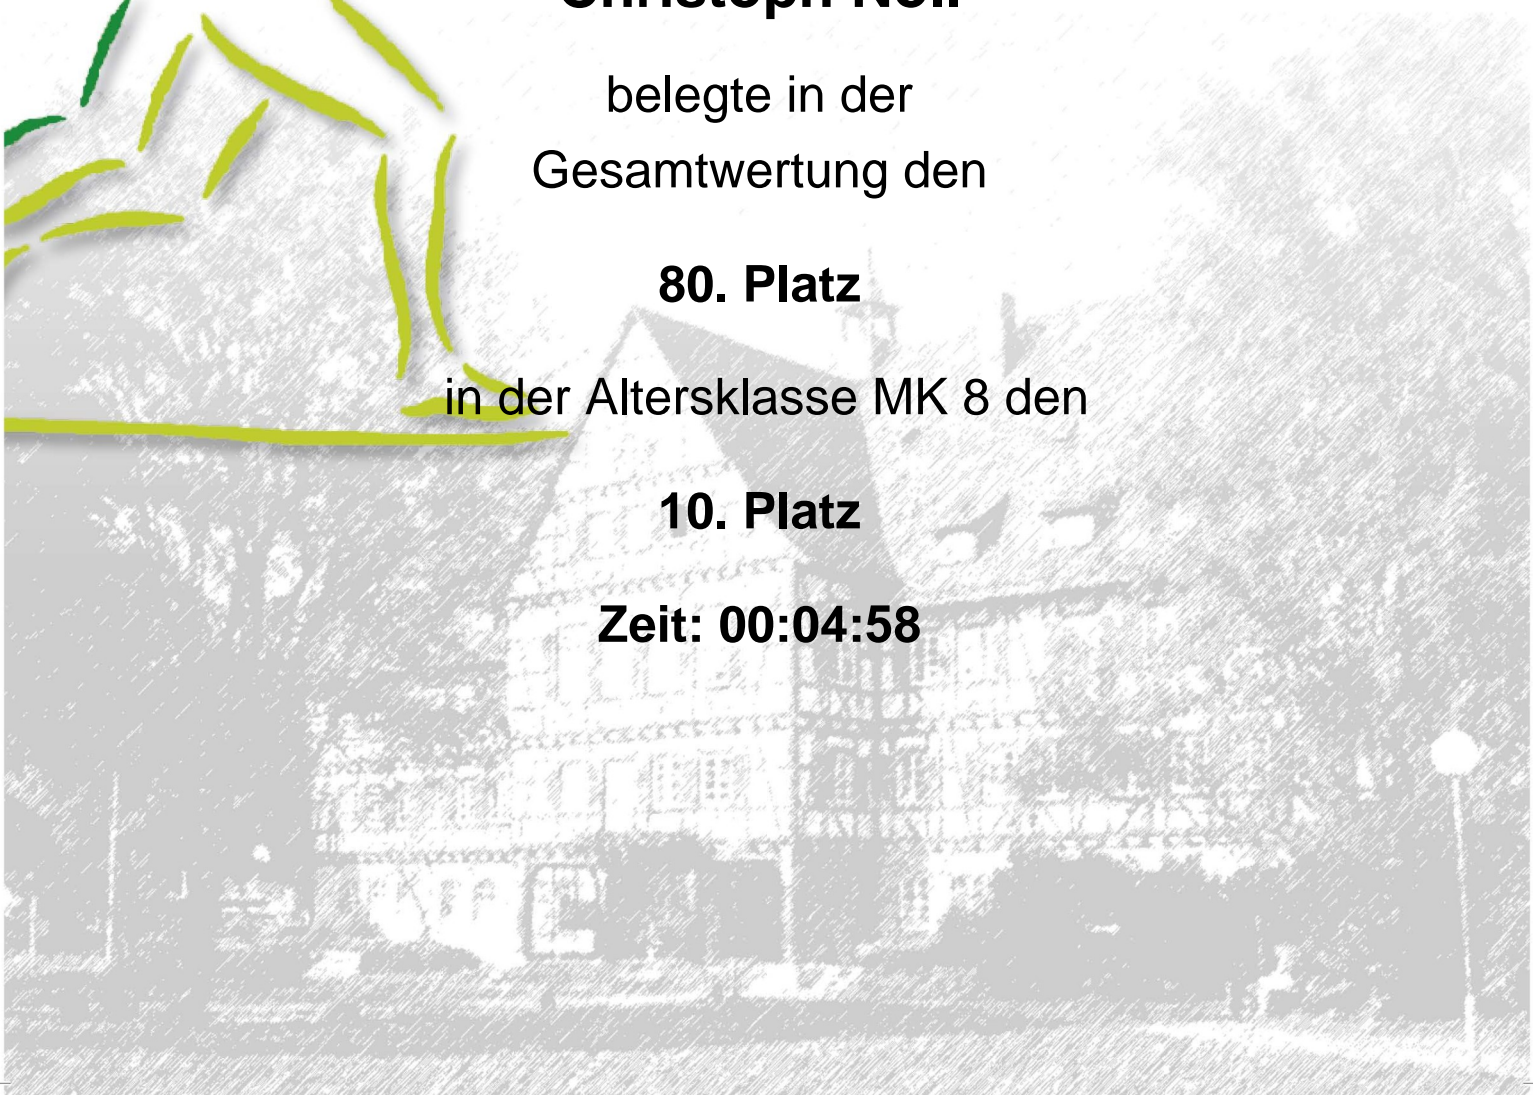 Christoph
belegte in der
Gesamtwertung den
80. Platz
in der Altersklasse MK 8 den
10. Platz
Zeit: 00:04:58